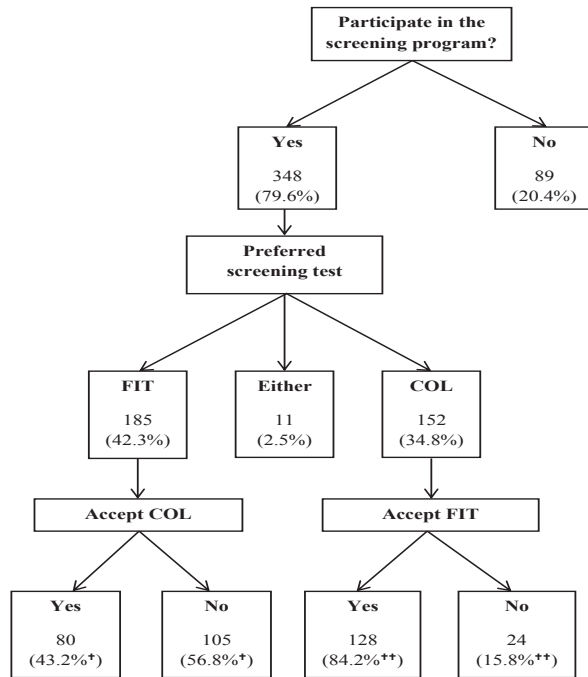 Participate in the
screening program?
Yes
348
(79.6%)
No
89
(20.4%)
Preferred
screening test
FIT
185
(42.3%)
Either
11
(2.5%)
COL
152
(34.8%)
Accept COL
Accept FIT
Yes
80
(43.2%†)
No
105
(56.8%†)
Yes
128
(84.2%††)
No
24
(15.8%††)